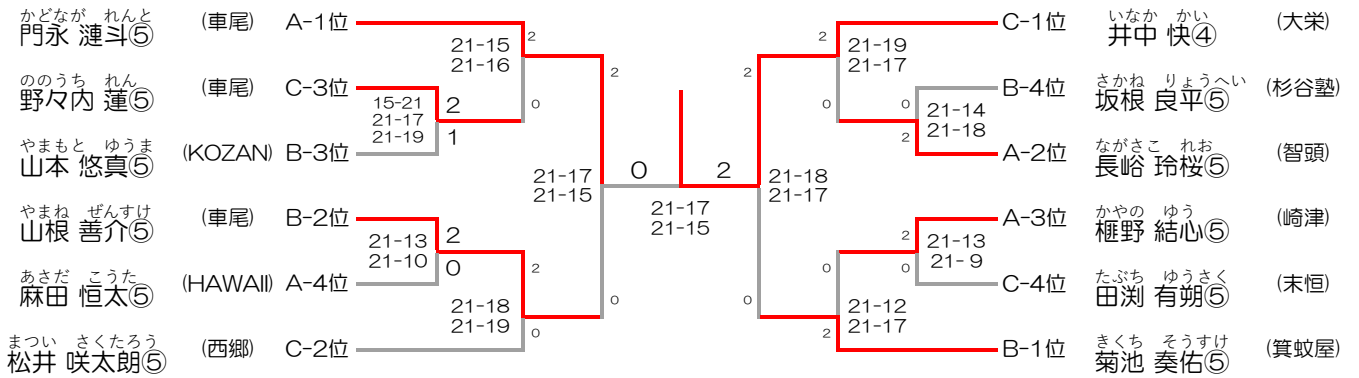 かどなが れんと
門永 漣斗⑤ (車尾) A-1位
ののうち れん
野々内 蓮⑤ (車尾) C-3位
やまもと ゆうま
山本 悠真⑤ (KOZAN) B-3位
やまね ぜんすけ
山根 善介⑤ (車尾) B-2位
あさだ こうた
麻田 恒太⑤ (HAWAII) A-4位
まつい さくたろう
松井 咲太朗⑤ (西郷) C-2位
2
21-15
21-16
0
15-21
21-17
21-19
2
1
2
21-17
21-15
0
21-13
21-10
2
0
2
21-18
21-19
0
0 2
21-17
21-15
2
21-18
21-17
0
2
21-19
21-17
0
0
21-14
21-18
2
2
21-13
21- 9
0
0
21-12
21-17
2
C-1位 いなか かい
井中 快④ (大栄)
B-4位 さかね りょうへい
坂根 良平⑤ (杉谷塾)
A-2位 ながさこ れお
長峪 玲桜⑤ (智頭)
A-3位 かやの ゆう
榧野 結心⑤ (崎津)
C-4位 たぶち ゆうさく
田渕 有朔⑤ (末恒)
B-1位 きくち そうすけ
菊池 奏佑⑤ (箕蚊屋)